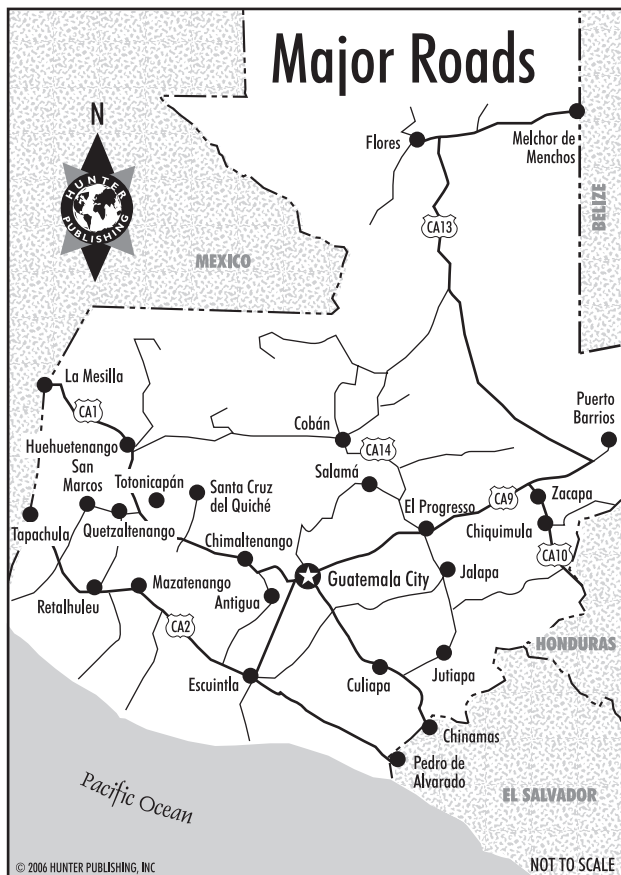 Major Roads
N
HUNTER
PUBLISHING
Flores
Melchor de
Menchos
BELIZE
CA13
MEXICO
La Mesilla
CA1
Puerto
Barrios
Huehuetenango
Cobán
CA14
San
Marcos
Totonicapán
Santa Cruz
del Quiché
Salamá
El Progresso
CA9
Zacapa
Tapachula
Quetzaltenango
Chiquimula
Chimaltenango
CA10
Guatemala City
Jalapa
Retalhuleu
Mazatenango
Antigua
CA2
HONDURAS
Escuintla
Culiapa
Jutiapa
Chinamas
Pedro de
Alvarado
Pacific Ocean
EL SALVADOR
© 2006 HUNTER PUBLISHING, INC
NOT TO SCALE